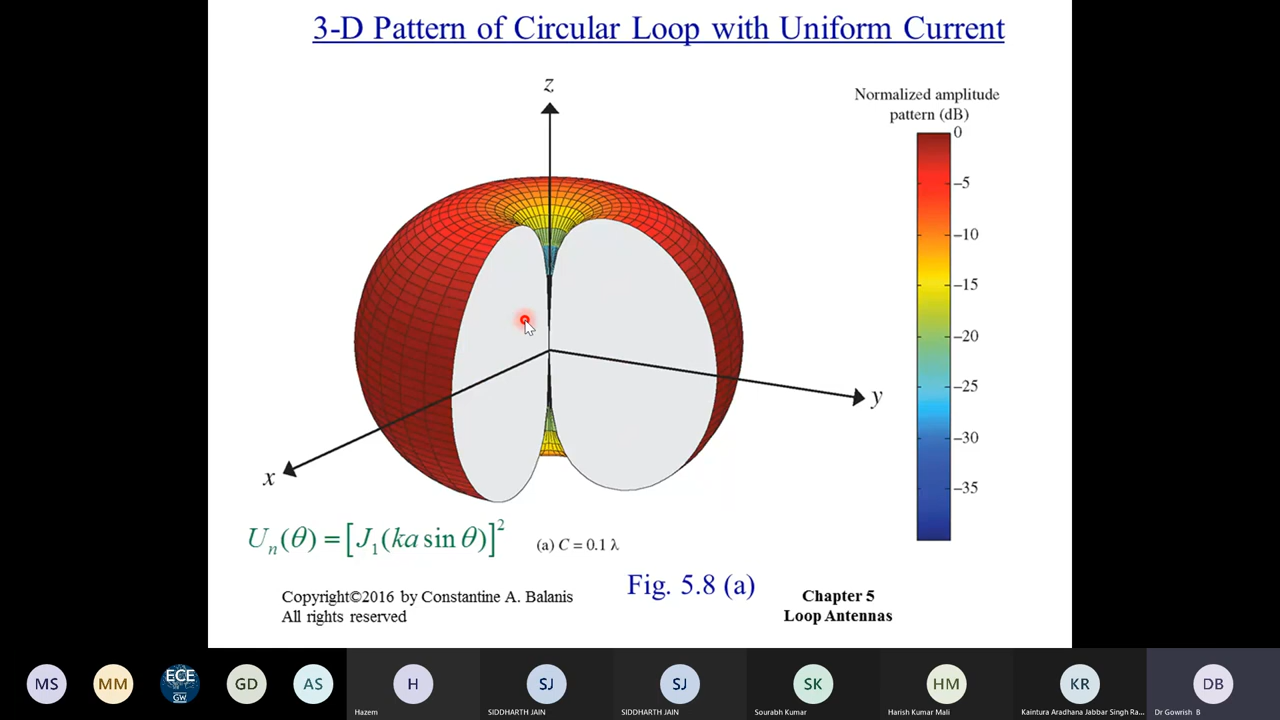 3-D Pattern of Circular Loop with Uniform Current
z
Normalized amplitude
pattern (dB)
0
−5
−10
−15
−20
−25
−30
−35
y
x
Uₙ(θ) = [J₁(ka sin θ)]²
(a) C = 0.1 λ
Fig. 5.8 (a)
Copyright©2016 by Constantine A. Balanis
All rights reserved
Chapter 5
Loop Antennas
MS
MM
ECE
GW
GD
AS
H
Hazem
SJ
SIDDHARTH JAIN
SJ
SIDDHARTH JAIN
SK
Sourabh Kumar
HM
Harish Kumar Mali
KR
Kaintura Aradhana Jabbar Singh Ra...
DB
Dr Gowrish B